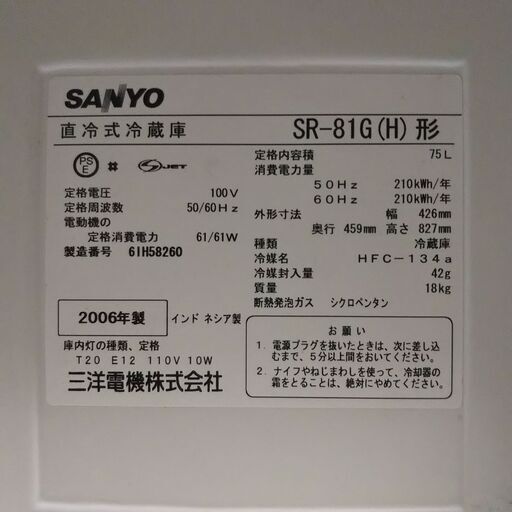 SANYO
直冷式冷蔵庫
SR-81G(H)形
PS
E
JET
定格電圧 100V
定格周波数 50/60Hz
電動機の
定格消費電力 61/61W
製造番号 61H58260
2006年製 インドネシア製
庫内灯の種類、定格
T20 E12 110V 10W
三洋電機株式会社
定格内容積 75L
消費電力量
50Hz 210kWh/年
60Hz 210kWh/年
外形寸法 幅 426mm
奥行 459mm 高さ 827mm
種類 冷蔵庫
冷媒名 HFC-134a
冷媒封入量 42g
質量 18kg
断熱発泡ガス シクロペンタン
お願い
1. 電源プラグを抜いたときは、次に差し込
むまで、5分以上間をおいてください。
2. ナイフやねじまわしを使って、冷却器の
霜をとることは、絶対にやめてください。